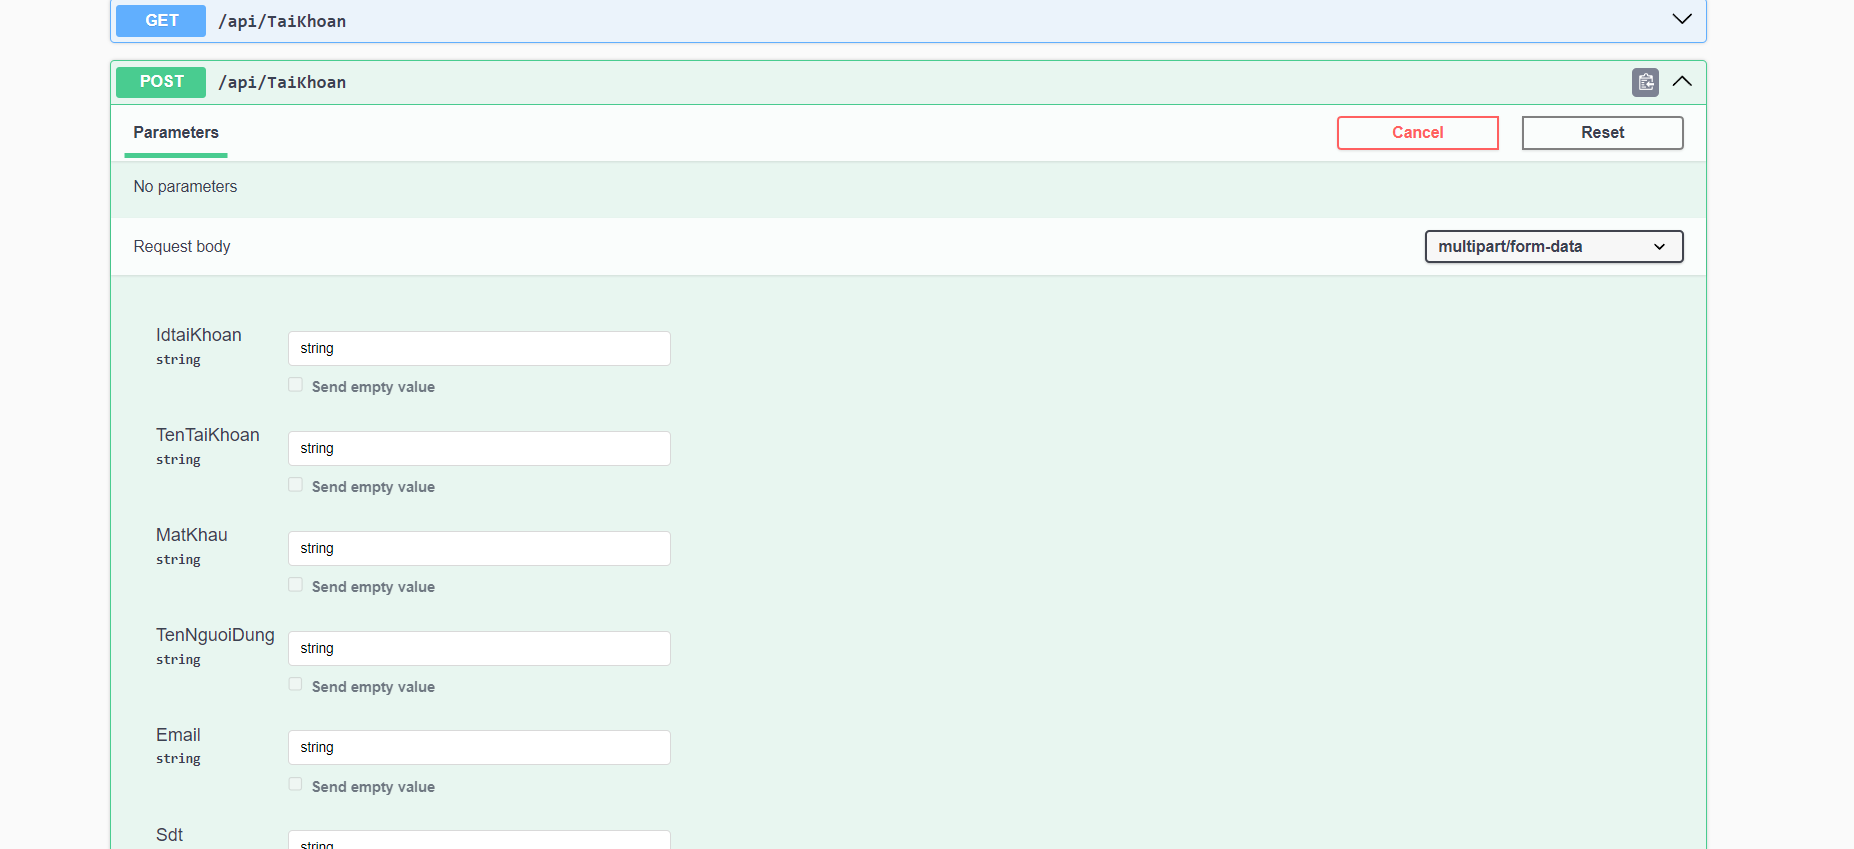 GET /api/TaiKhoan
POST /api/TaiKhoan
Parameters
Cancel
Reset
No parameters
Request body
multipart/form-data
IdtaiKhoan
string
string
Send empty value
TenTaiKhoan
string
string
Send empty value
MatKhau
string
string
Send empty value
TenNguoiDung
string
string
Send empty value
Email
string
string
Send empty value
Sdt
string